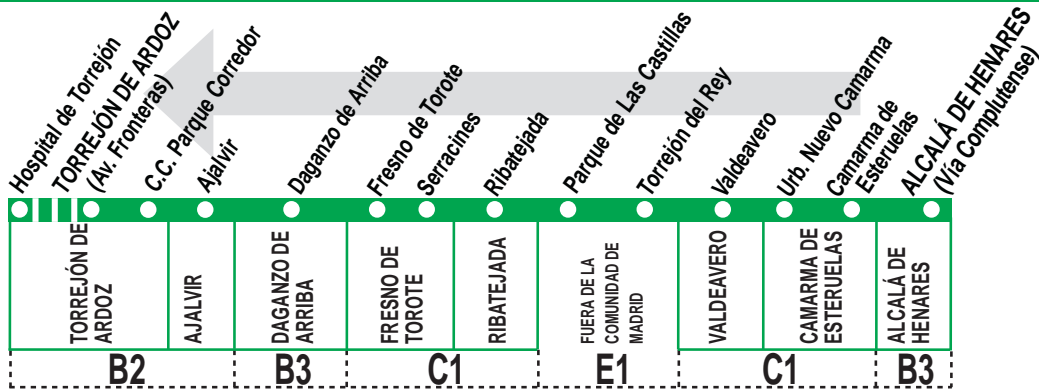 Hospital de Torrejón
TORREJÓN DE ARDOZ
(Av. Fronteras)
C.C. Parque Corredor
Ajalvir
Daganzo de Arriba
Fresno de Torote
Serracines
Ribatejada
Parque de Las Castillas
Torrejón del Rey
Valdeavero
Urb. Nuevo Camarma
Camarma de
Esteruelas
ALCALÁ DE HENARES
(Vía Complutense)
TORREJÓN DE
ARDOZ
AJALVIR
DAGANZO DE
ARRIBA
FRESNO DE
TOROTE
RIBATEJADA
FUERA DE LA
COMUNIDAD DE
MADRID
VALDEAVERO
CAMARMA DE
ESTERUELAS
ALCALÁ DE
HENARES
B2
B3
C1
E1
C1
B3